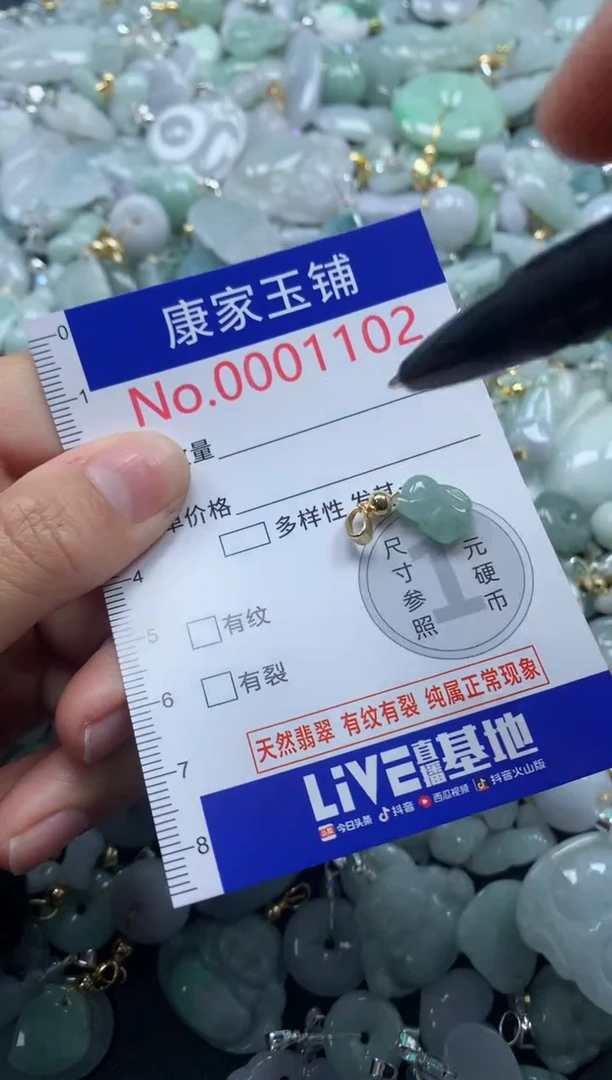 康家玉铺
No.0001102
量
单价格
多样性 发其
尺寸参照
1
元硬币
有纹
有裂
天然翡翠 有纹有裂 纯属正常现象
LiVE直播基地
今日头条 抖音 西瓜视频 抖音火山版
0
1
4
5
6
7
8